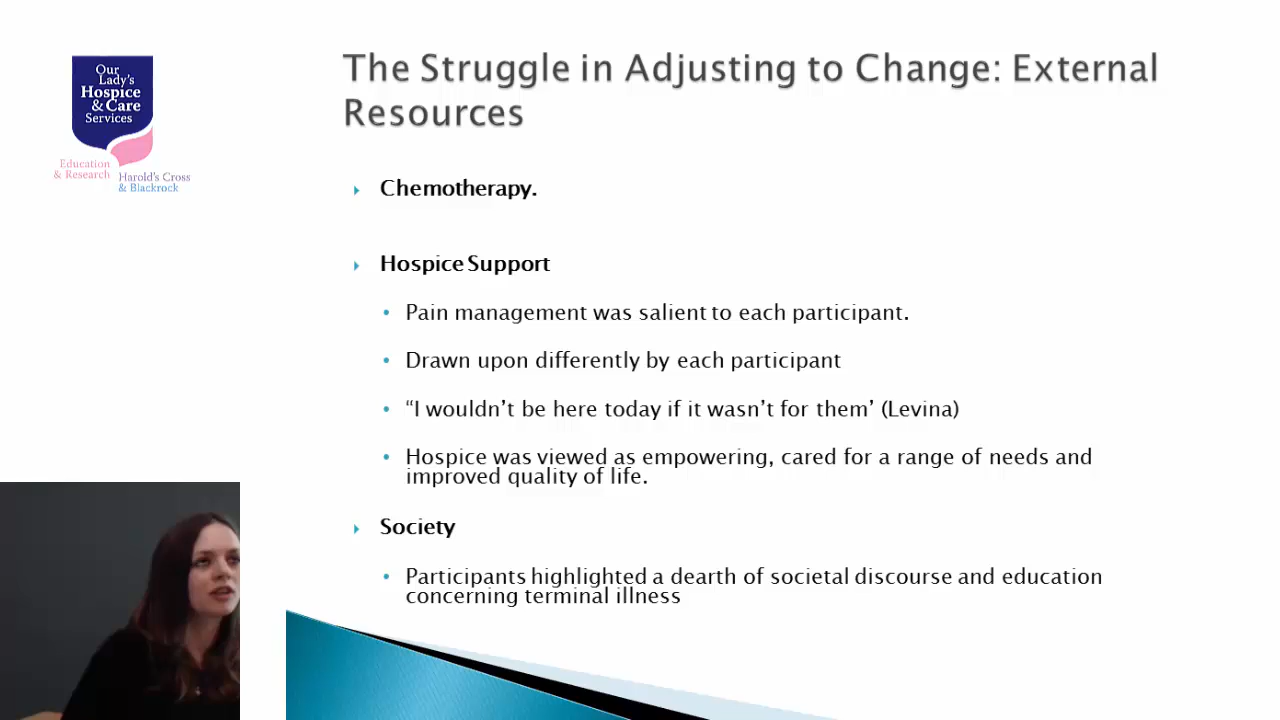 Our
Lady's
Hospice
& Care
Services
Education
& Research
Harold's Cross
& Blackrock
The Struggle in Adjusting to Change: External
Resources
Chemotherapy.
Hospice Support
Pain management was salient to each participant.
Drawn upon differently by each participant
“I wouldn’t be here today if it wasn’t for them’ (Levina)
Hospice was viewed as empowering, cared for a range of needs and
improved quality of life.
Society
Participants highlighted a dearth of societal discourse and education
concerning terminal illness